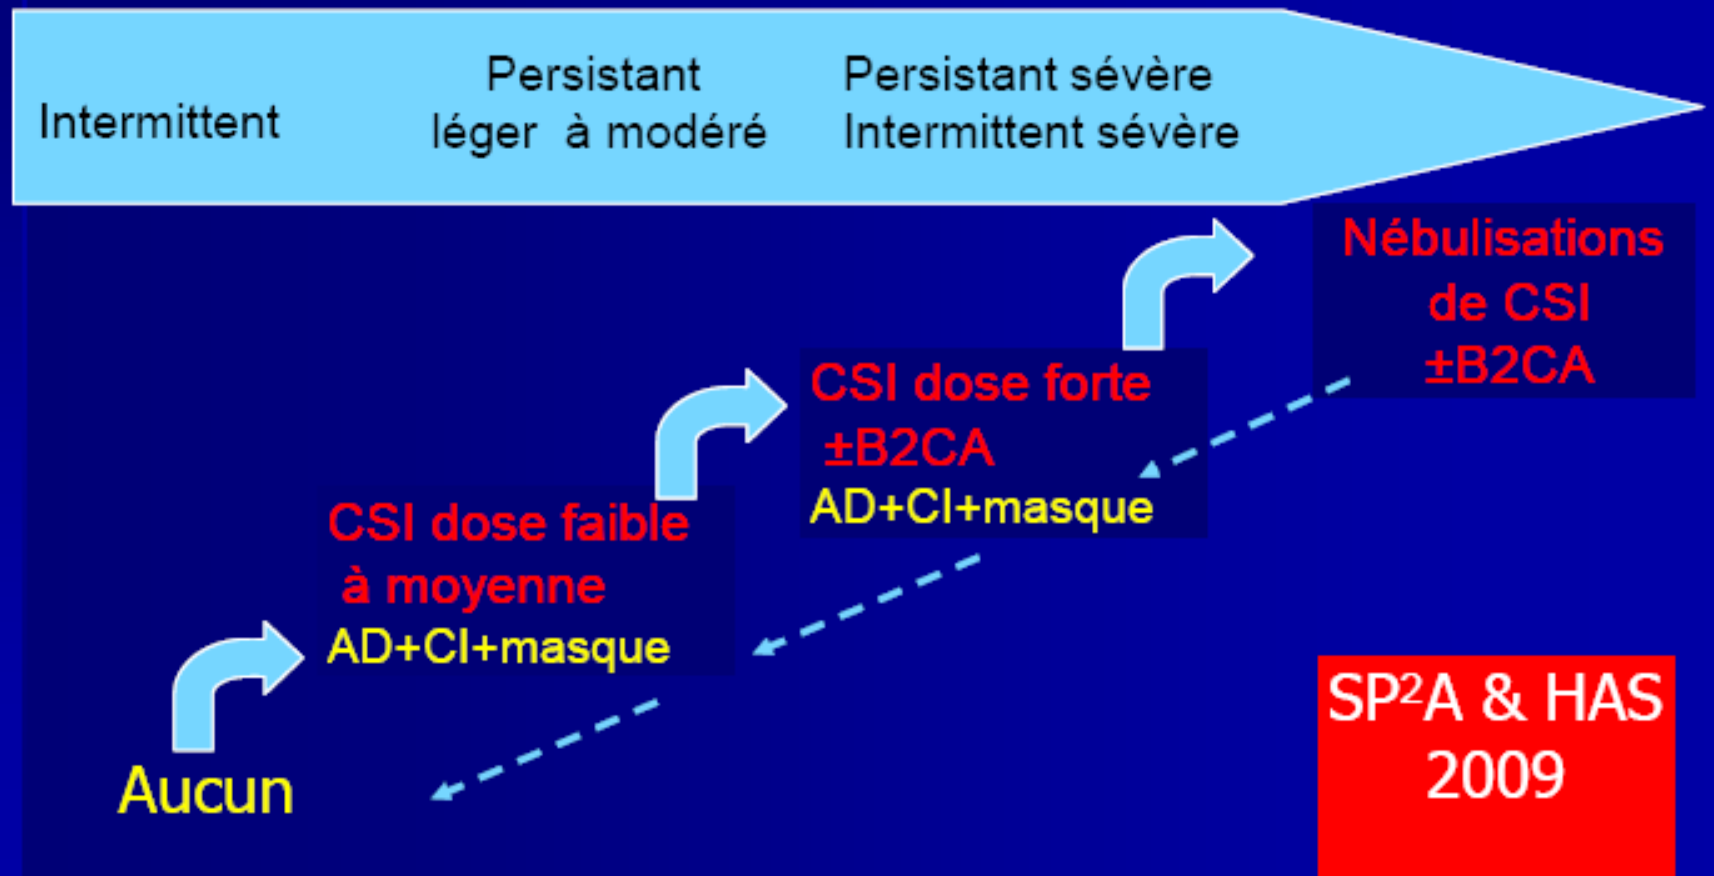 Intermittent
Persistant
léger à modéré
Persistant sévère
Intermittent sévère
Nébulisations
de CSI
±B2CA
CSI dose forte
±B2CA
AD+CI+masque
CSI dose faible
à moyenne
AD+CI+masque
Aucun
SP²A & HAS
2009